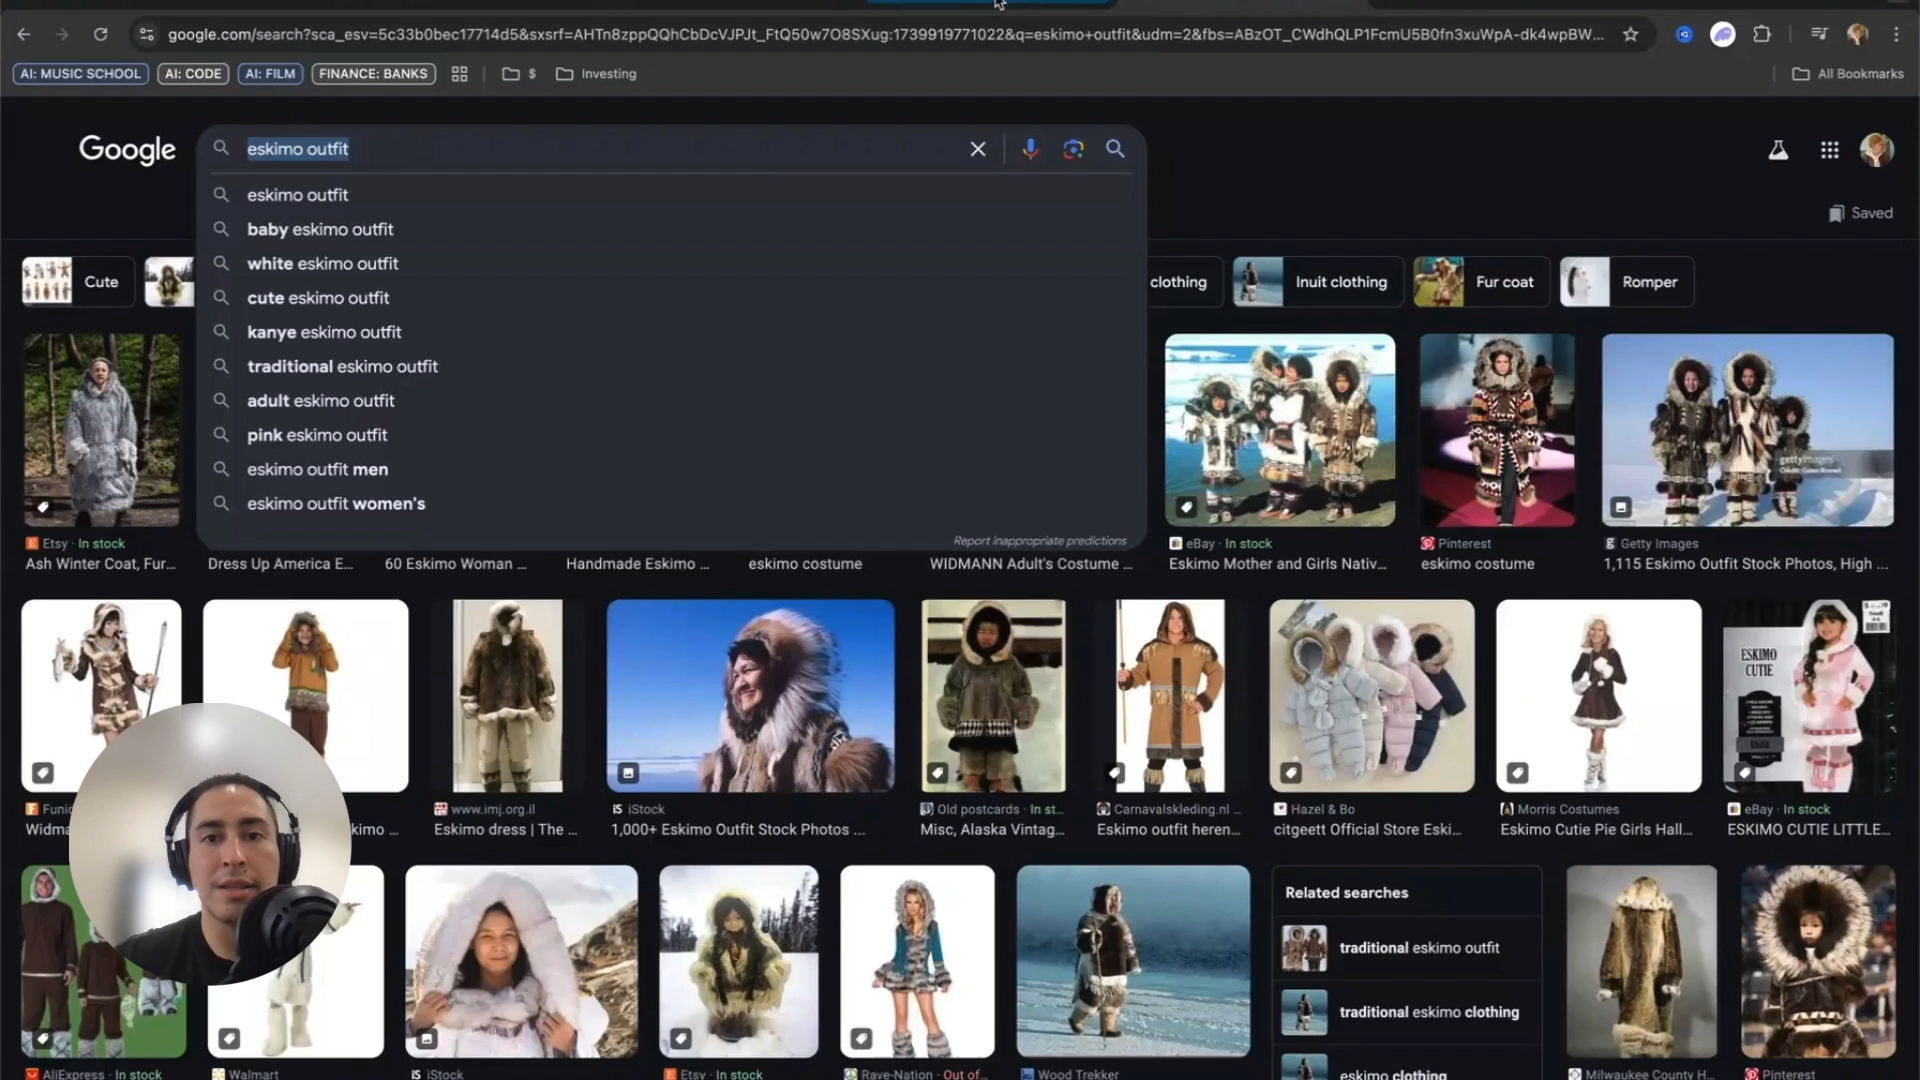 google.com/search?sca_esv=5c33b0bec17714d5&sxsrf=AHTn8zppQQhCbDcVJPJt_FtQ50w7O8SXug:1739919771022&q=eskimo+outfit&udm=2&fbs=ABzOT_CWdhQLP1FcmU5B0fn3xuWpA-dk4wpBW...
AI: MUSIC SCHOOL
AI: CODE
AI: FILM
FINANCE: BANKS
$
Investing
All Bookmarks
Google
eskimo outfit
eskimo outfit
baby eskimo outfit
white eskimo outfit
cute eskimo outfit
kanye eskimo outfit
traditional eskimo outfit
adult eskimo outfit
pink eskimo outfit
eskimo outfit men
eskimo outfit women's
Report inappropriate predictions
Saved
Cute
clothing
Inuit clothing
Fur coat
Romper
gettyimages
Etsy · In stock
Ash Winter Coat, Fur...
Dress Up America E...
60 Eskimo Woman ...
Handmade Eskimo ...
eskimo costume
WIDMANN Adult's Costume ...
eBay · In stock
Eskimo Mother and Girls Nativ...
Pinterest
eskimo costume
Getty Images
1,115 Eskimo Outfit Stock Photos, High ...
ESKIMO
CUTIE
Widma
kimo ...
www.imj.org.il
Eskimo dress | The ...
iStock
1,000+ Eskimo Outfit Stock Photos ...
Old postcards · In st...
Misc, Alaska Vintag...
Carnavalskleding.nl ...
Eskimo outfit heren...
Hazel & Bo
citgeett Official Store Eski...
Morris Costumes
Eskimo Cutie Pie Girls Hall...
eBay · In stock
ESKIMO CUTIE LITTLE...
Related searches
traditional eskimo outfit
traditional eskimo clothing
eskimo clothing
AliExpress · In stock
Walmart
iStock
Etsy · In stock
Rave-Nation · Out of...
Wood Trekker
Milwaukee County H...
Pinterest